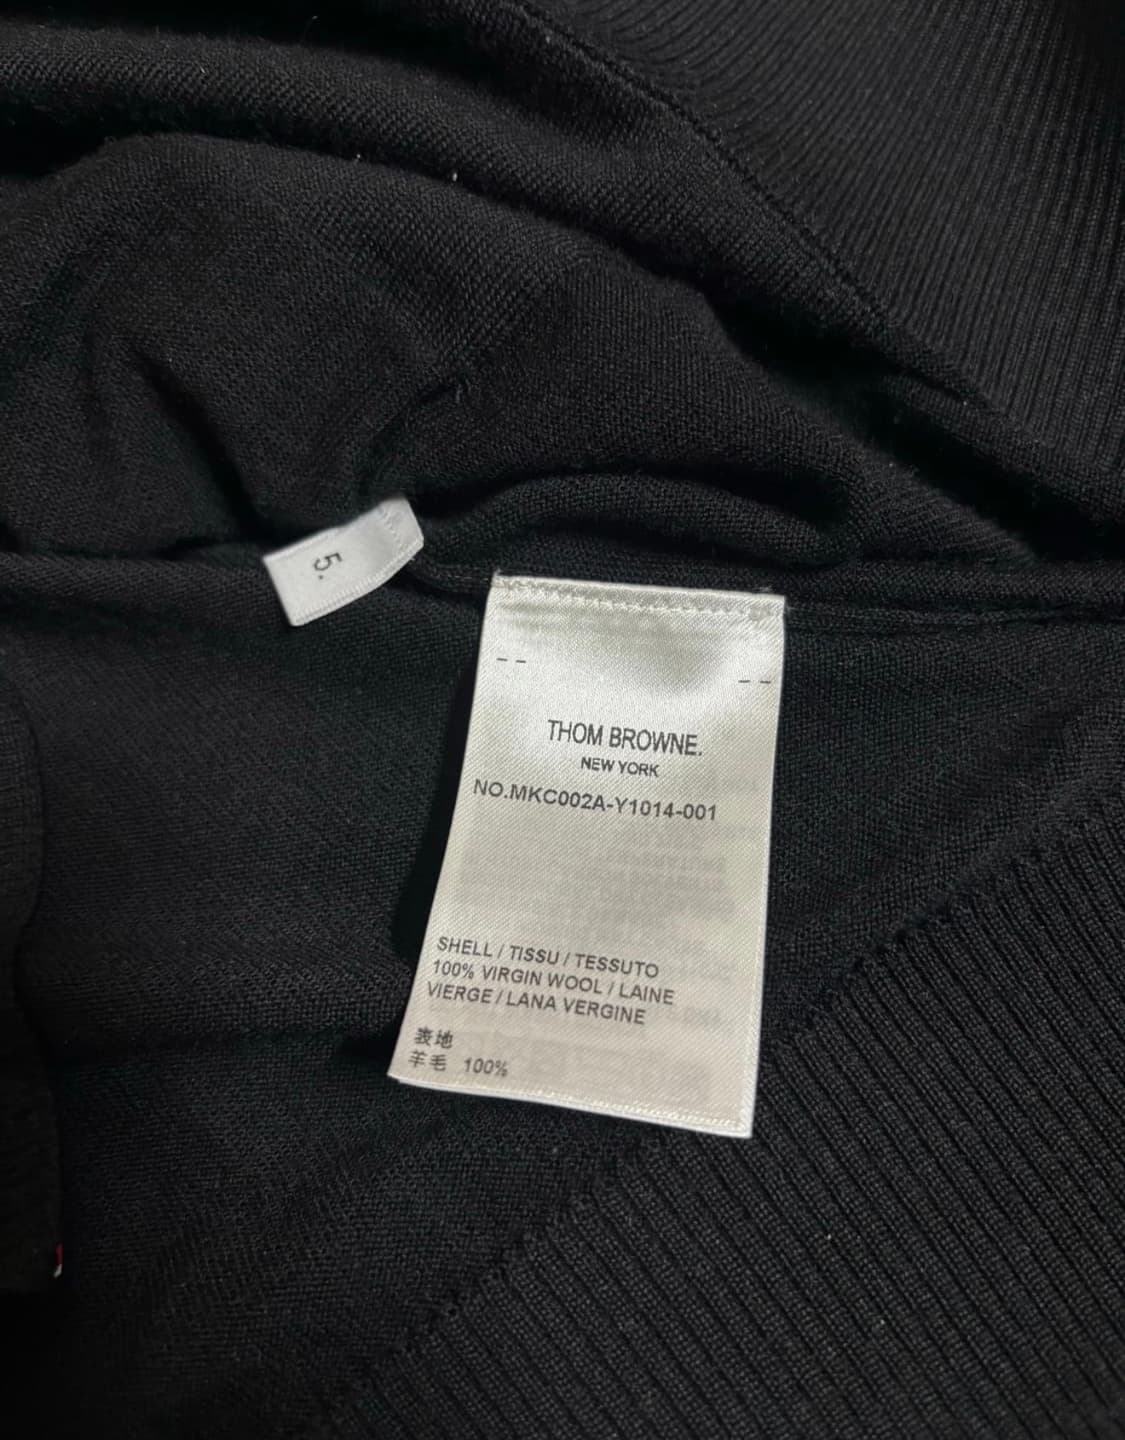 5.
THOM BROWNE.
NEW YORK
NO.MKC002A-Y1014-001
SHELL / TISSU / TESSUTO
100% VIRGIN WOOL / LAINE
VIERGE / LANA VERGINE
表地
羊毛 100%